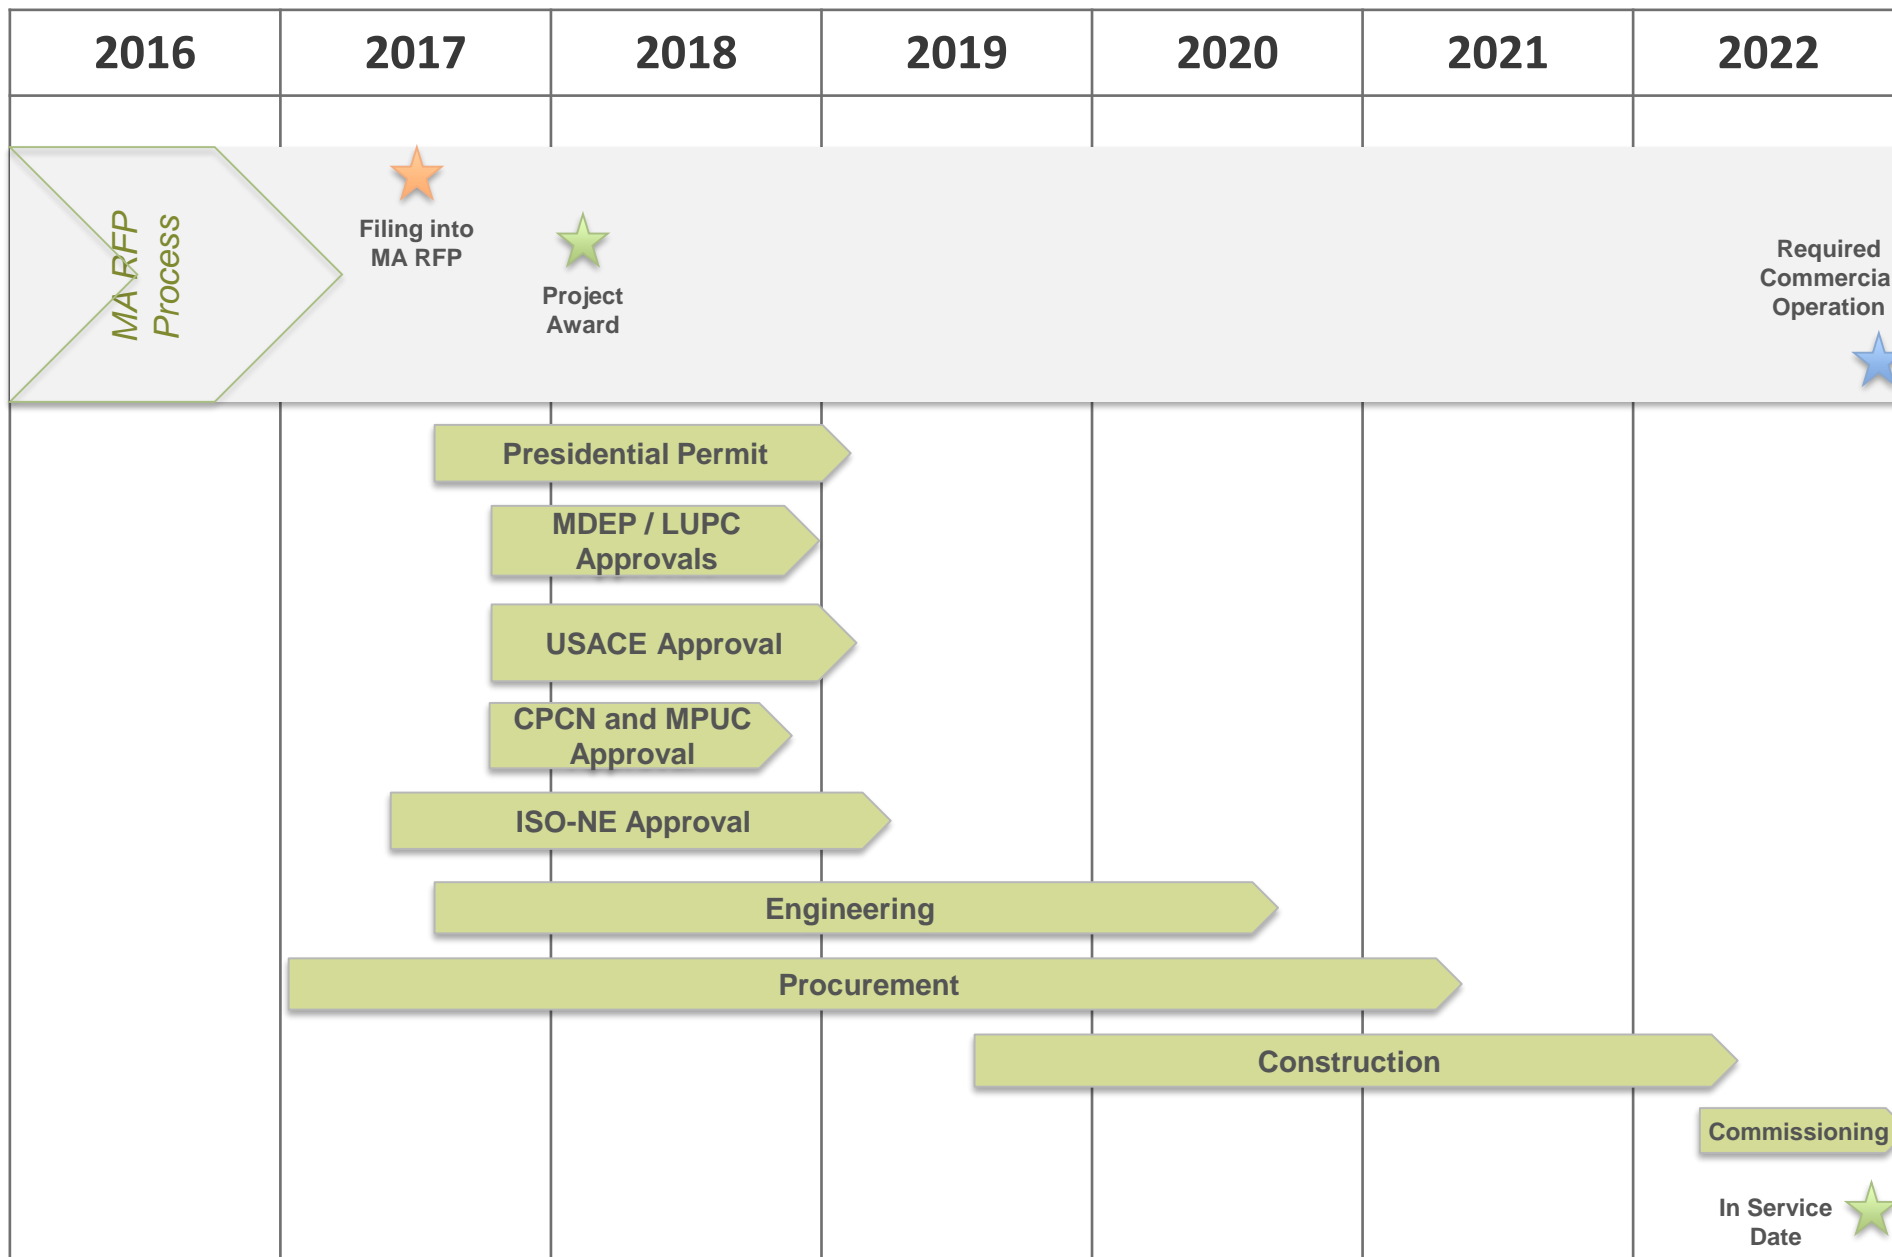 2016 2017 2018 2019 2020 2021 2022
MA RFP
Process
Filing into
MA RFP
Project
Award
Required
Commercia
Operation
Presidential Permit
MDEP / LUPC
Approvals
USACE Approval
CPCN and MPUC
Approval
ISO-NE Approval
Engineering
Procurement
Construction
Commissioning
In Service
Date